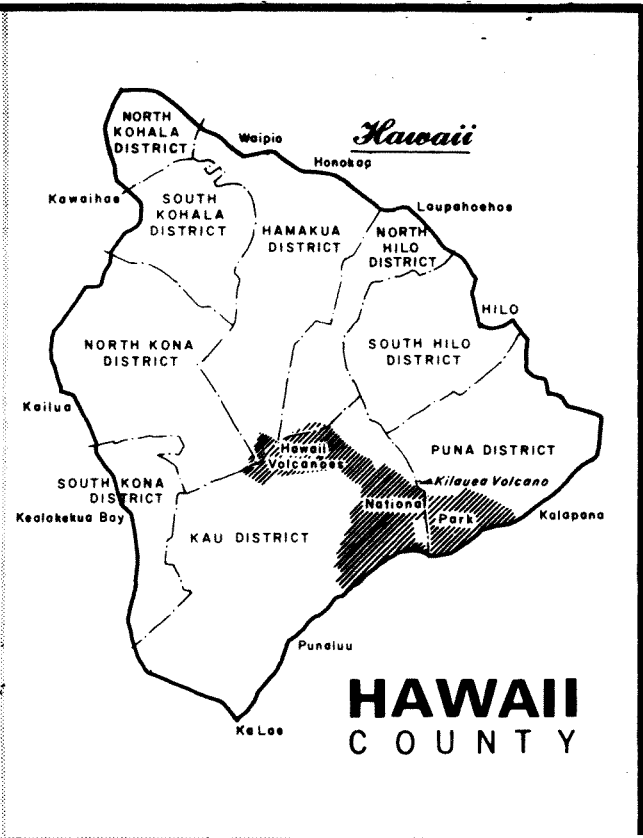 NORTH
KOHALA
DISTRICT
Hawaii
Waipio
Honokap
Kawaihae
SOUTH
KOHALA
DISTRICT
Laupahoehoe
HAMAKUA
DISTRICT
NORTH
HILO
DISTRICT
HILO
NORTH KONA
DISTRICT
SOUTH HILO
DISTRICT
Kailua
Hawaii
Volcanoes
PUNA DISTRICT
SOUTH KONA
DISTRICT
Kilauea Volcano
National
Park
Kealakekua Bay
Kalapana
KAU DISTRICT
Punaluu
Ka Lae
HAWAII
COUNTY